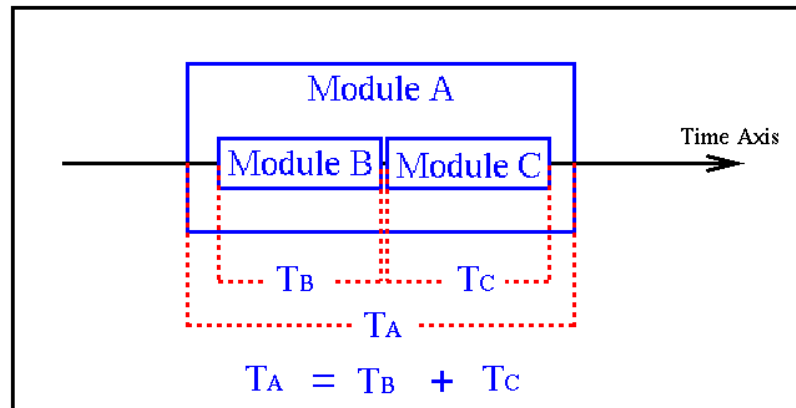 Module A
Time Axis
Module B Module C
TB TC
TA
TA = TB + TC